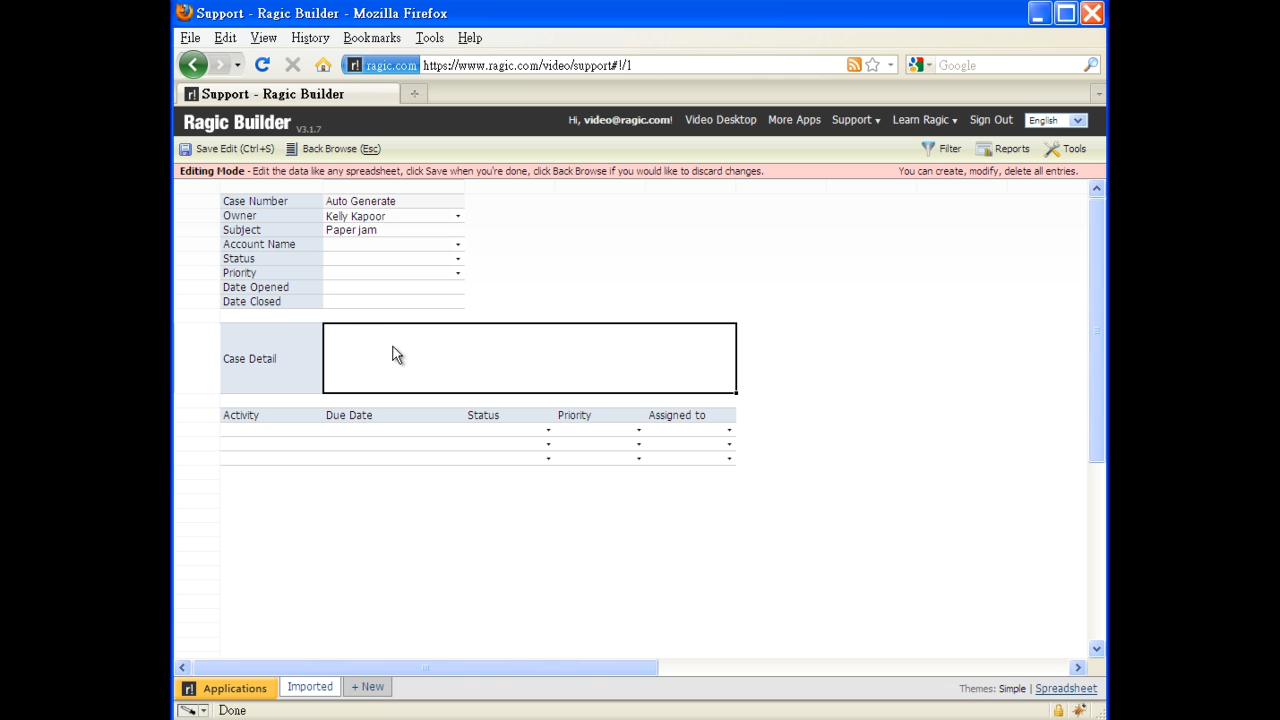 Support - Ragic Builder - Mozilla Firefox
File Edit View History Bookmarks Tools Help
r! ragic.com https://www.ragic.com/video/support#!/1 Google
r! Support - Ragic Builder
Ragic Builder V3.1.7 Hi, video@ragic.com! Video Desktop More Apps Support Learn Ragic Sign Out English
Save Edit (Ctrl+S) Back Browse (Esc) Filter Reports Tools
Editing Mode - Edit the data like any spreadsheet, click Save when you're done, click Back Browse if you would like to discard changes. You can create, modify, delete all entries.
Case Number Auto Generate
Owner Kelly Kapoor
Subject Paper jam
Account Name
Status
Priority
Date Opened
Date Closed
Case Detail
Activity Due Date Status Priority Assigned to
r! Applications Imported + New Themes: Simple | Spreadsheet
Done